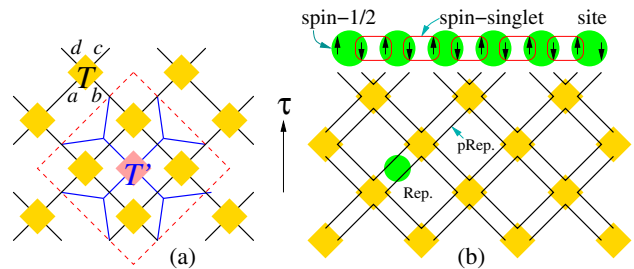 spin−1/2 spin−singlet site
d c
T
a b
T'
τ
pRep.
Rep.
(a)
(b)